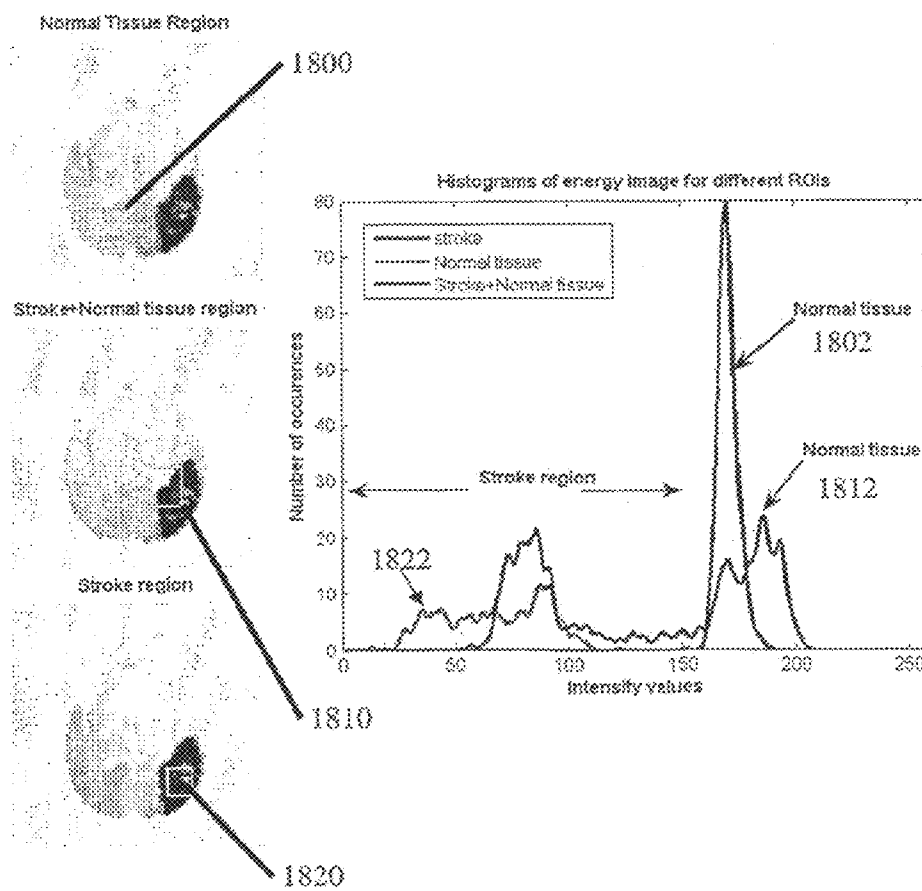 Normal Tissue Region
1800
Stroke+Normal tissue region
1810
Stroke region
1820
Histograms of energy image for different ROIs
stroke
Normal tissue
Stroke+Normal tissue
Number of occurences
80
70
60
50
40
30
20
10
0
Normal tissue
1802
Normal tissue
1812
Stroke region
1822
0 50 100 150 200 250
Intensify values